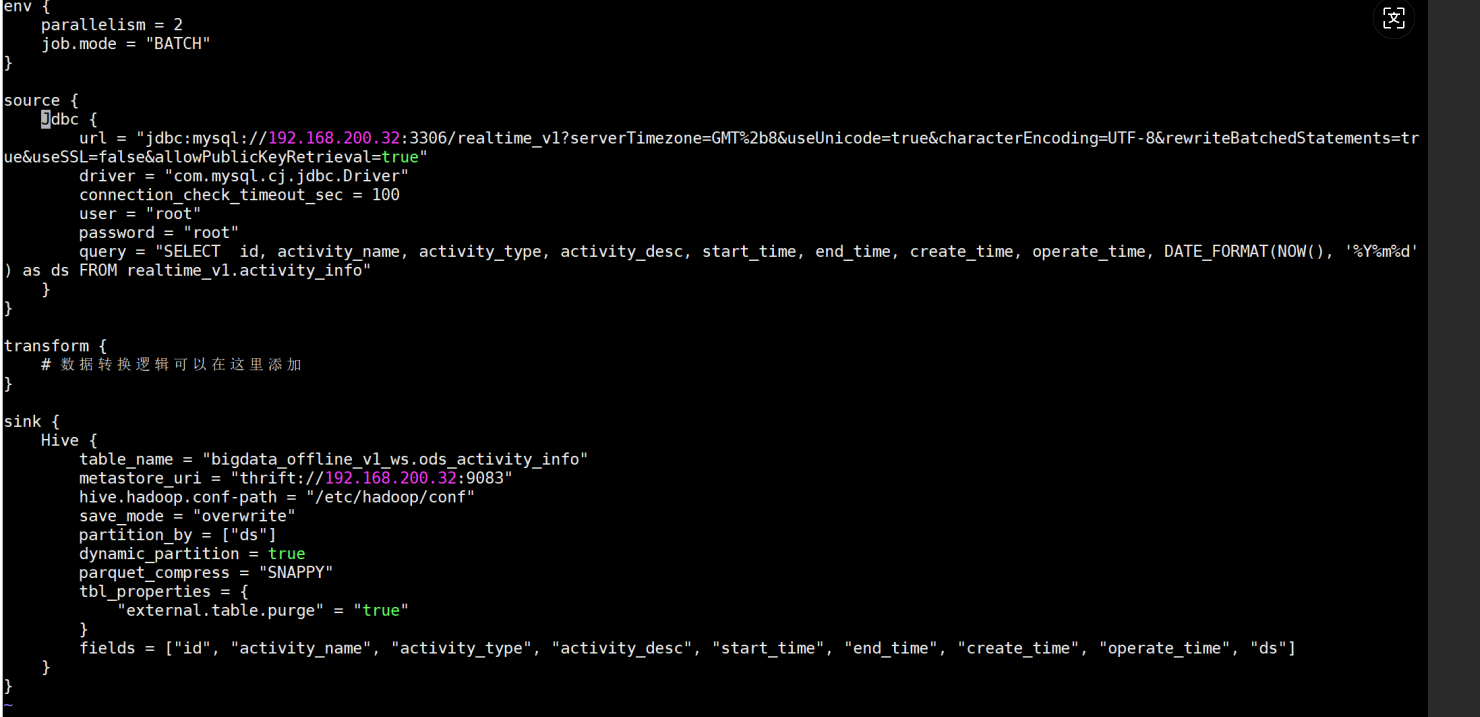 env {
    parallelism = 2
    job.mode = "BATCH"
}

source {
    Jdbc {
        url = "jdbc:mysql://192.168.200.32:3306/realtime_v1?serverTimezone=GMT%2b8&useUnicode=true&characterEncoding=UTF-8&rewriteBatchedStatements=tr
ue&useSSL=false&allowPublicKeyRetrieval=true"
        driver = "com.mysql.cj.jdbc.Driver"
        connection_check_timeout_sec = 100
        user = "root"
        password = "root"
        query = "SELECT  id, activity_name, activity_type, activity_desc, start_time, end_time, create_time, operate_time, DATE_FORMAT(NOW(), '%Y%m%d'
) as ds FROM realtime_v1.activity_info"
    }
}

transform {
    # 数据转换逻辑可以在这里添加
}

sink {
    Hive {
        table_name = "bigdata_offline_v1_ws.ods_activity_info"
        metastore_uri = "thrift://192.168.200.32:9083"
        hive.hadoop.conf-path = "/etc/hadoop/conf"
        save_mode = "overwrite"
        partition_by = ["ds"]
        dynamic_partition = true
        parquet_compress = "SNAPPY"
        tbl_properties = {
            "external.table.purge" = "true"
        }
        fields = ["id", "activity_name", "activity_type", "activity_desc", "start_time", "end_time", "create_time", "operate_time", "ds"]
    }
}
~